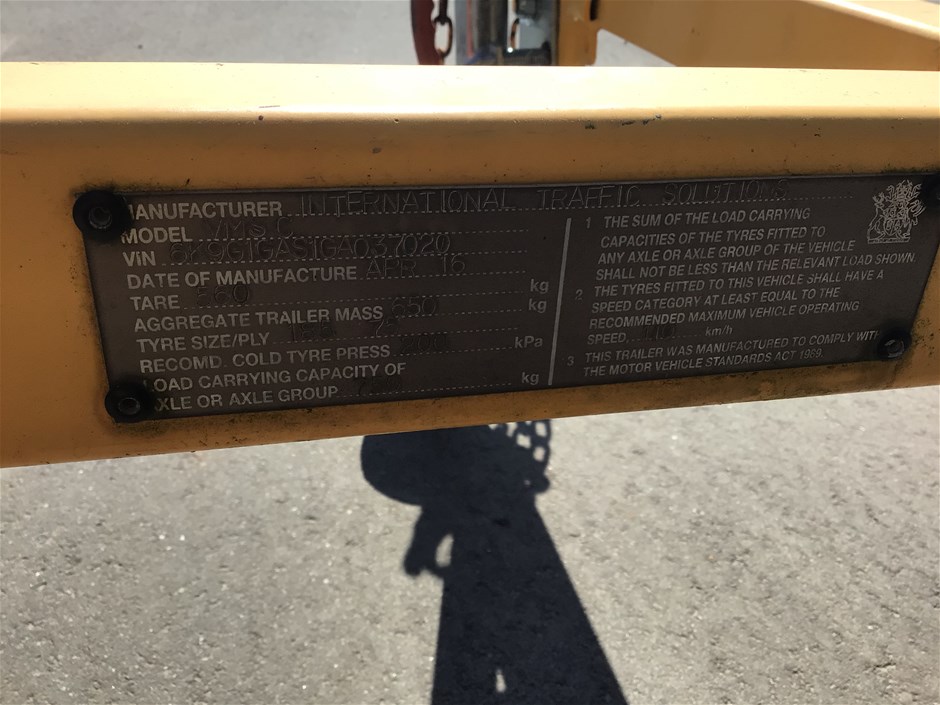 MANUFACTURER INTERNATIONAL TRAFFIC SOLUTIONS
MODEL VMS C
VIN
DATE OF MANUFACTURE APR 16
TARE 560 kg
AGGREGATE TRAILER MASS 650 kg
TYRE SIZE/PLY
RECOMD. COLD TYRE PRESS kPa
LOAD CARRYING CAPACITY OF
AXLE OR AXLE GROUP kg
1 THE SUM OF THE LOAD CARRYING
CAPACITIES OF THE TYRES FITTED TO
ANY AXLE OR AXLE GROUP OF THE VEHICLE
SHALL NOT BE LESS THAN THE RELEVANT LOAD SHOWN.
2 THE TYRES FITTED TO THIS VEHICLE SHALL HAVE A
SPEED CATEGORY AT LEAST EQUAL TO THE
RECOMMENDED MAXIMUM VEHICLE OPERATING
SPEED. km/h
3 THIS TRAILER WAS MANUFACTURED TO COMPLY WITH
THE MOTOR VEHICLE STANDARDS ACT 1989.